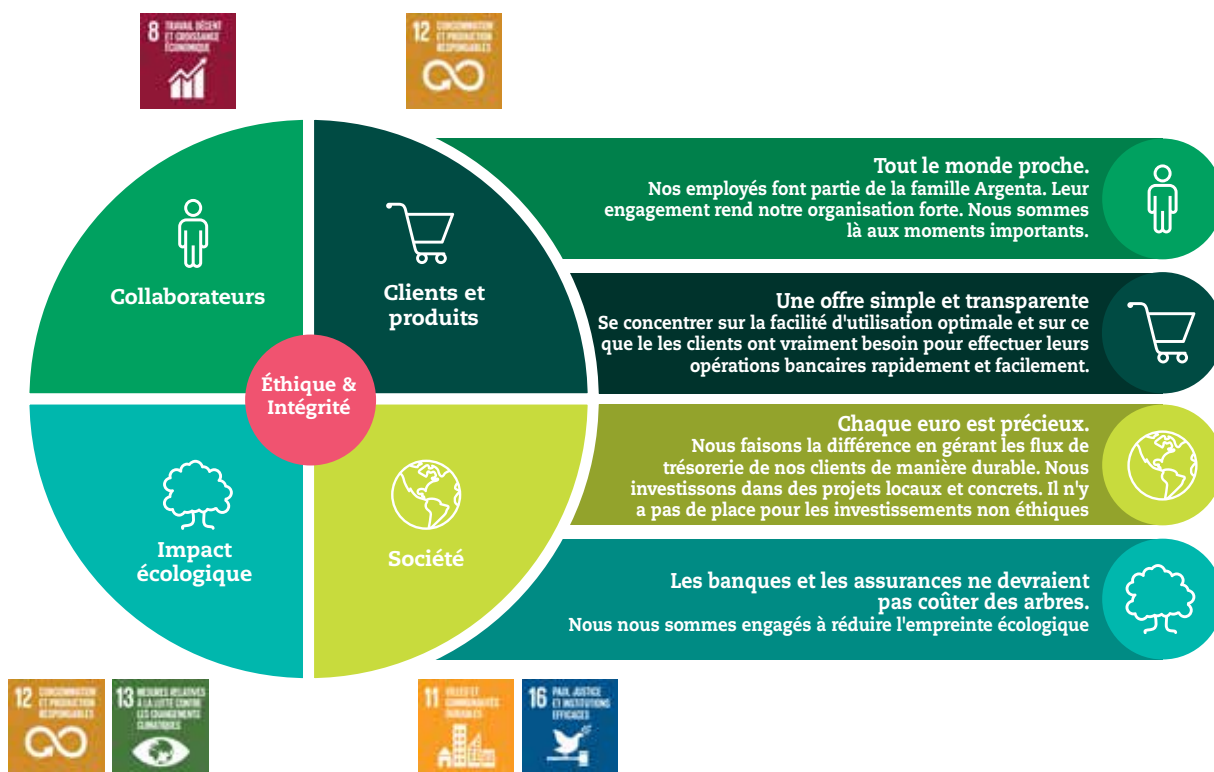 8 TRAVAIL DÉCENT
ET CROISSANCE
ÉCONOMIQUE
12 CONSOMMATION
ET PRODUCTION
RESPONSABLES
Collaborateurs
Clients et
produits
Éthique &
Intégrité
Impact
écologique
Société
Tout le monde proche.
Nos employés font partie de la famille Argenta. Leur
engagement rend notre organisation forte. Nous sommes
là aux moments importants.
Une offre simple et transparente
Se concentrer sur la facilité d'utilisation optimale et sur ce
que le les clients ont vraiment besoin pour effectuer leurs
opérations bancaires rapidement et facilement.
Chaque euro est précieux.
Nous faisons la différence en gérant les flux de
trésorerie de nos clients de manière durable. Nous
investissons dans des projets locaux et concrets. Il n'y
a pas de place pour les investissements non éthiques
Les banques et les assurances ne devraient
pas coûter des arbres.
Nous nous sommes engagés à réduire l'empreinte écologique
12 CONSOMMATION
ET PRODUCTION
RESPONSABLES
13 MESURES RELATIVES
À LA LUTTE CONTRE
LES CHANGEMENTS
CLIMATIQUES
11 VILLES ET
COMMUNAUTÉS
DURABLES
16 PAIX, JUSTICE
ET INSTITUTIONS
EFFICACES